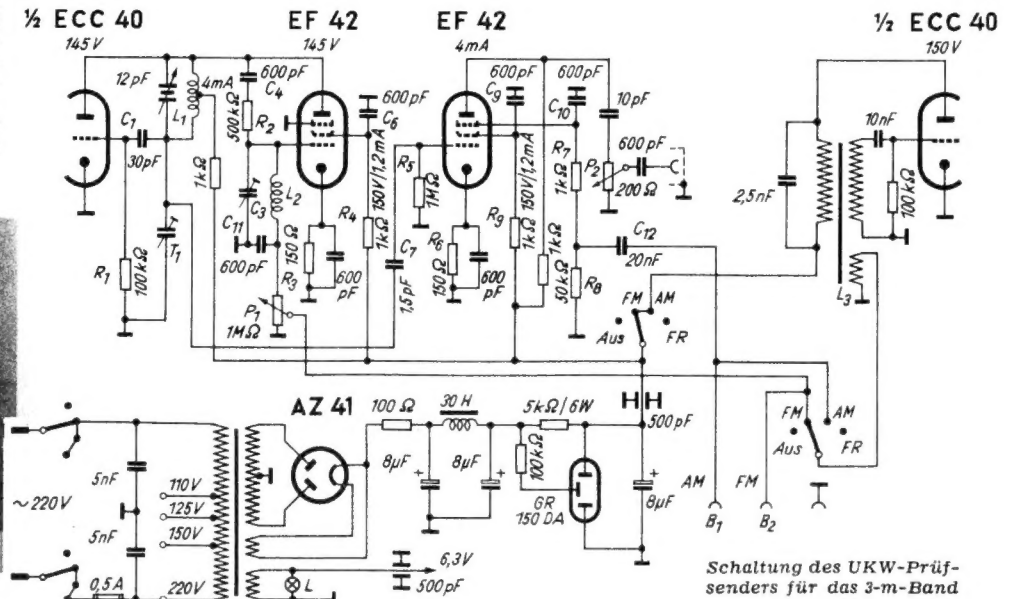 ½ ECC 40
EF 42
EF 42
½ ECC 40
145V
145V
4mA
150V
12pF
4mA
L1
600pF
C4
500kΩ
R2
C1
30pF
1kΩ
L2
C3
C11
600pF
R1
100kΩ
T1
R3
150Ω
600 pF
P1
1MΩ
600pF
C6
150V/1,2mA
R4
1kΩ
C7
1,5pF
R5
1MΩ
R6
150Ω
600 pF
600pF
C9
150V/1,2mA
R9
1kΩ
1kΩ
600pF
C10
R7
1kΩ
50kΩ
R8
10pF
P2
600pF
200Ω
C12
20nF
2,5nF
10nF
100kΩ
L3
FM AM
Aus
FR
AZ 41
100Ω
30H
5kΩ/6W
500pF
8µF
8µF
100kΩ
GR
150 DA
8µF
FM
AM
Aus
FR
AM
FM
B1
B2
~220V
5nF
5nF
0,5A
110V
125V
150V
220V
L
6,3V
500pF
Schaltung des UKW-Prüf-
senders für das 3-m-Band